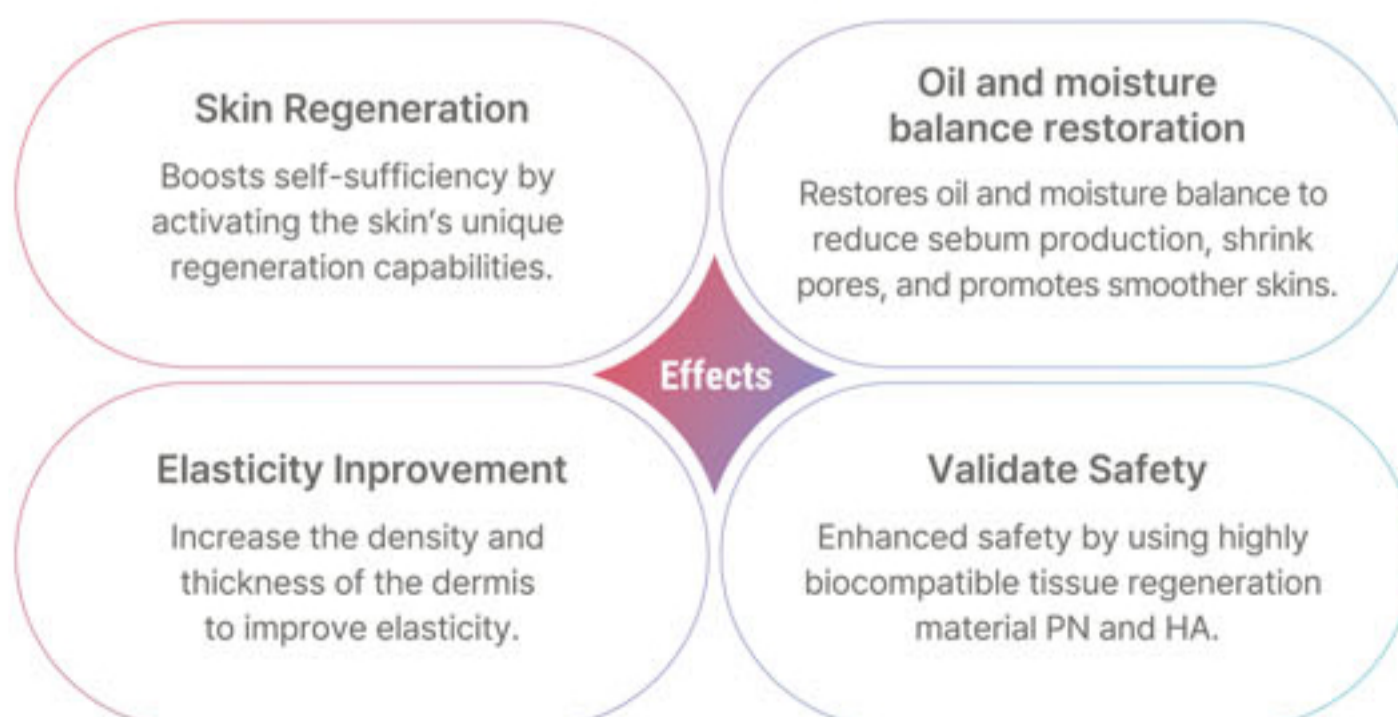 Skin Regeneration
Boosts self-sufficiency by
activating the skin's unique
regeneration capabilities.
Oil and moisture
balance restoration
Restores oil and moisture balance to
reduce sebum production, shrink
pores, and promotes smoother skins.
Effects
Elasticity Inprovement
Increase the density and
thickness of the dermis
to improve elasticity.
Validate Safety
Enhanced safety by using highly
biocompatible tissue regeneration
material PN and HA.